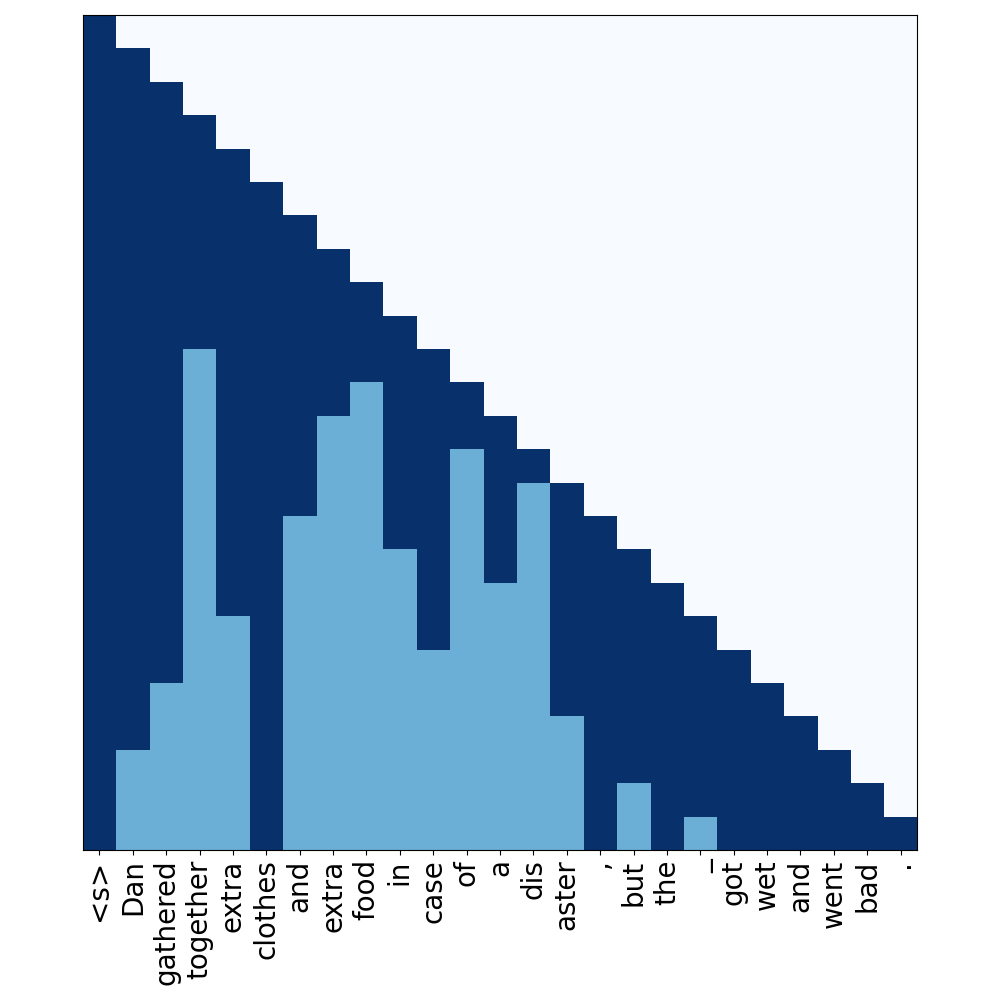 <s> Dan gathered together extra clothes and extra food in case of a dis aster , but the _ got wet and went bad .